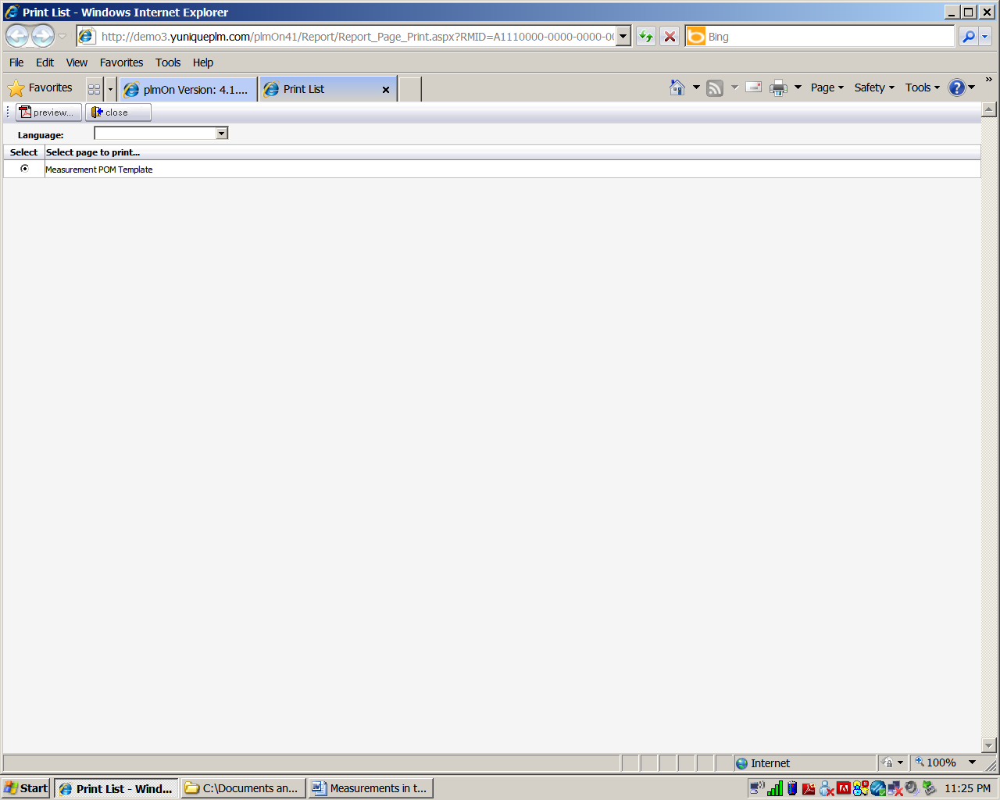 Print List - Windows Internet Explorer
http://demo3.yuniqueplm.com/plmOn41/Report/Report_Page_Print.aspx?RMID=A1110000-0000-0000-00
Bing
File Edit View Favorites Tools Help
Favorites
plmOn Version: 4.1....
Print List
Page Safety Tools
preview...
close
Language:
Select Select page to print...
Measurement POM Template
Internet
100%
Start
Print List - Wind...
C:\Documents an...
Measurements in t...
11:25 PM